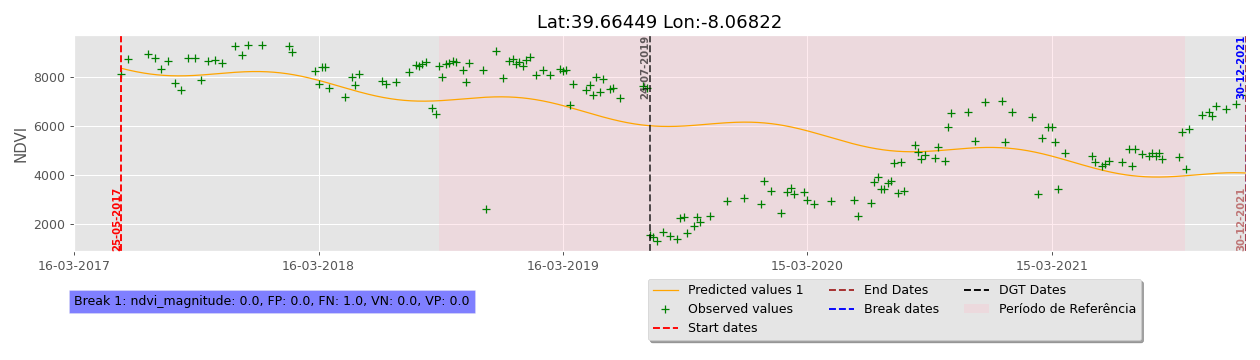 Lat:39.66449 Lon:-8.06822
NDVI
8000
6000
4000
2000
25-05-2017
24-07-2019
30-12-2021
30-12-2021
16-03-2017
16-03-2018
16-03-2019
15-03-2020
15-03-2021
Break 1: ndvi_magnitude: 0.0, FP: 0.0, FN: 1.0, VN: 0.0, VP: 0.0
Predicted values 1
Observed values
Start dates
End Dates
Break dates
DGT Dates
Período de Referência